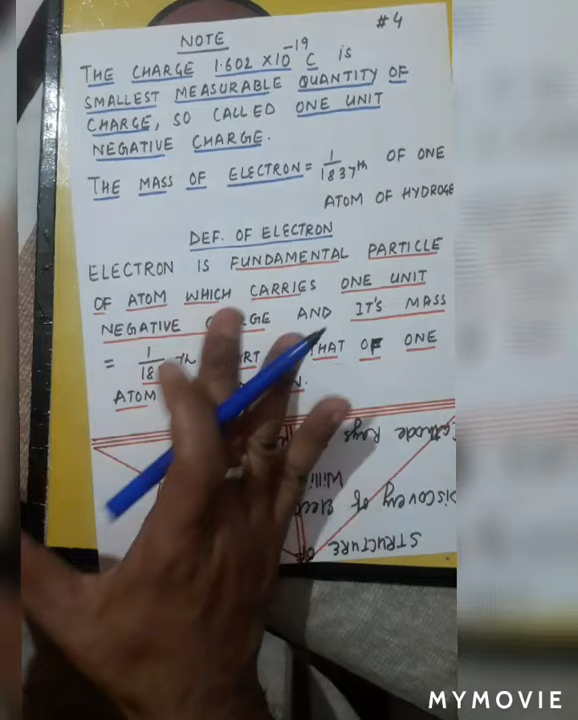 #4
NOTE
THE CHARGE 1.602 ×10⁻¹⁹ C is
SMALLEST MEASURABLE QUANTITY OF
CHARGE, SO CALLED ONE UNIT
NEGATIVE CHARGE.
THE MASS OF ELECTRON = 1/1837th OF ONE
ATOM OF HYDROGE
DEF. OF ELECTRON
ELECTRON IS FUNDAMENTAL PARTICLE
OF ATOM WHICH CARRIES ONE UNIT
NEGATIVE AND IT'S MASS
= THAT OF ONE
ATOM
Cathode Rays
Willi
Discovery of Elec
STRUCTURE OF
MYMOVIE